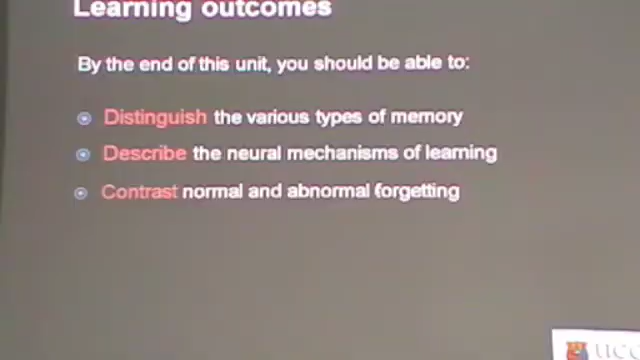 Learning outcomes
By the end of this unit, you should be able to:
Distinguish the various types of memory
Describe the neural mechanisms of learning
Contrast normal and abnormal forgetting